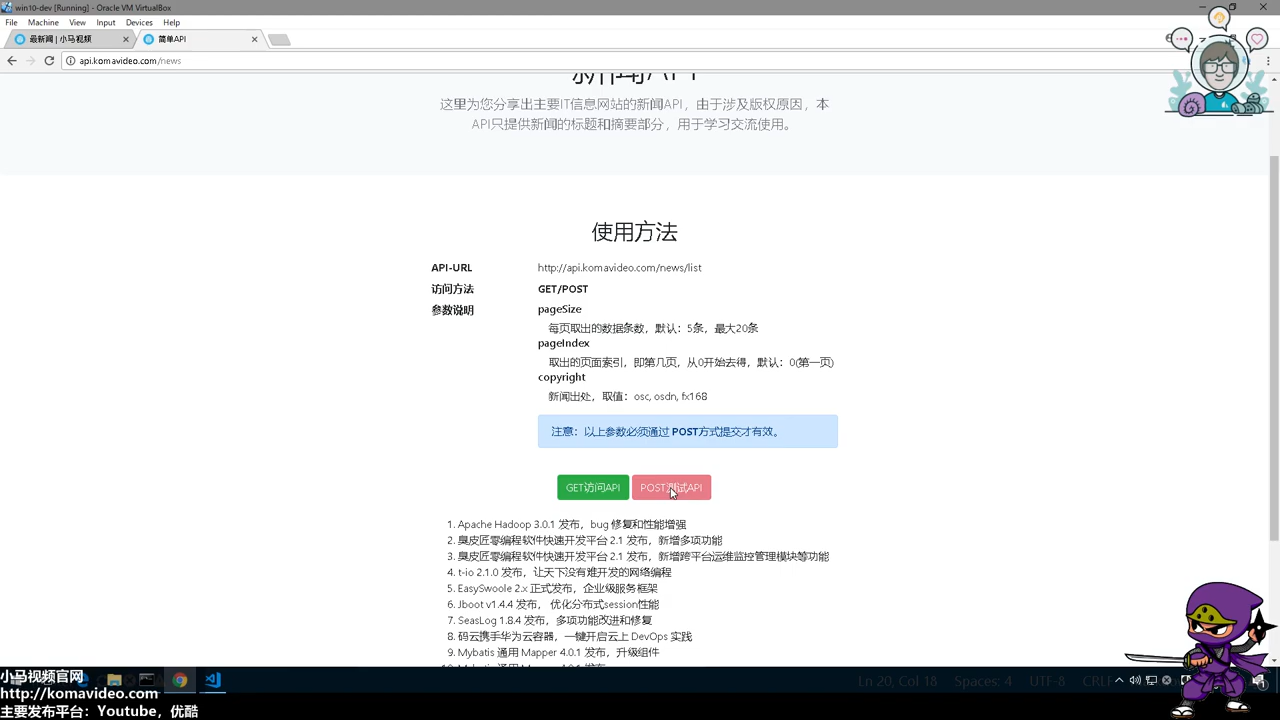 win10-dev [Running] - Oracle VM VirtualBox
File Machine View Input Devices Help
最新闻 | 小马视频
简单API
api.komavideo.com/news
新闻API
这里为您分享出主要IT信息网站的新闻API，由于涉及版权原因，本
API只提供新闻的标题和摘要部分，用于学习交流使用。
使用方法
API-URL http://api.komavideo.com/news/list
访问方法 GET/POST
参数说明 pageSize
每页取出的数据条数，默认：5条，最大20条
pageIndex
取出的页面索引，即第几页，从0开始去得，默认：0(第一页)
copyright
新闻出处，取值：osc, osdn, fx168
注意：以上参数必须通过 POST方式提交才有效。
GET访问API POST测试API
1. Apache Hadoop 3.0.1 发布，bug 修复和性能增强
2. 臭皮匠零编程软件快速开发平台 2.1 发布，新增多项功能
3. 臭皮匠零编程软件快速开发平台 2.1 发布，新增跨平台运维监控管理模块等功能
4. t-io 2.1.0 发布，让天下没有难开发的网络编程
5. EasySwoole 2.x 正式发布，企业级服务框架
6. Jboot v1.4.4 发布， 优化分布式session性能
7. SeasLog 1.8.4 发布，多项功能改进和修复
8. 码云携手华为云容器，一键开启云上 DevOps 实践
9. Mybatis 通用 Mapper 4.0.1 发布，升级组件
Ln 20, Col 18 Spaces: 4 UTF-8 CRLF
小马视频官网
http://komavideo.com
主要发布平台：Youtube，优酷